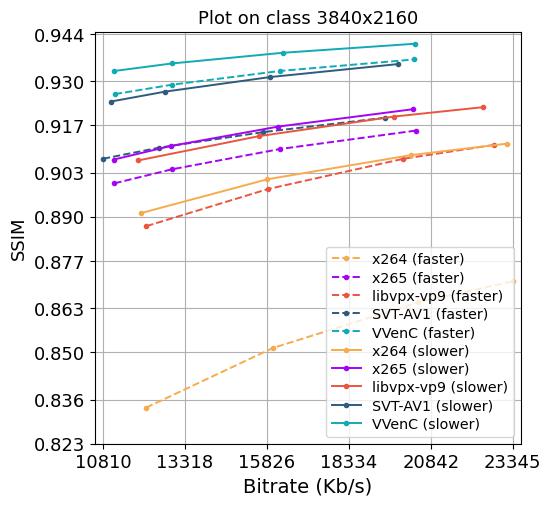 Plot on class 3840x2160
SSIM
0.944
0.930
0.917
0.903
0.890
0.877
0.863
0.850
0.836
0.823
x264 (faster)
x265 (faster)
libvpx-vp9 (faster)
SVT-AV1 (faster)
VVenC (faster)
x264 (slower)
x265 (slower)
libvpx-vp9 (slower)
SVT-AV1 (slower)
VVenC (slower)
10810 13318 15826 18334 20842 23345
Bitrate (Kb/s)